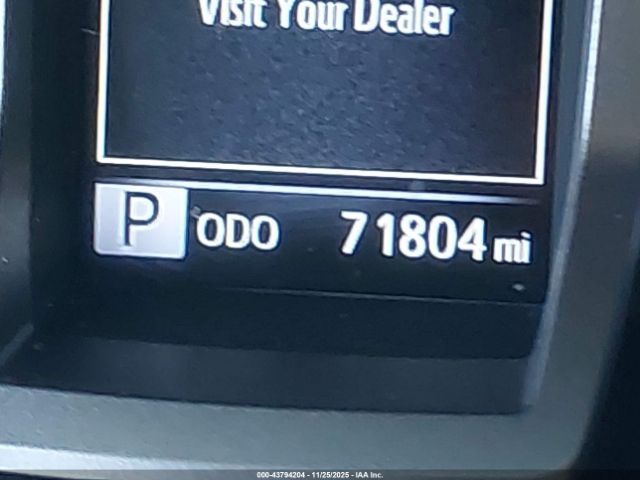 Visit Your Dealer
P ODO 71804 mi
000-43794204 - 11/25/2025 - IAA Inc.